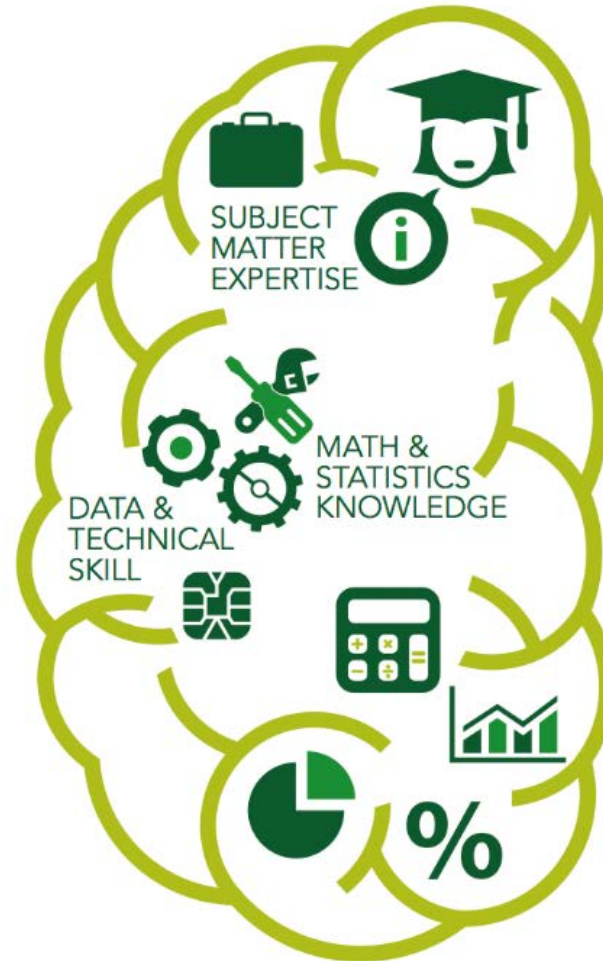 SUBJECT
MATTER
EXPERTISE
i
MATH &
STATISTICS
KNOWLEDGE
DATA &
TECHNICAL
SKILL
+ ×
− ÷ =
%